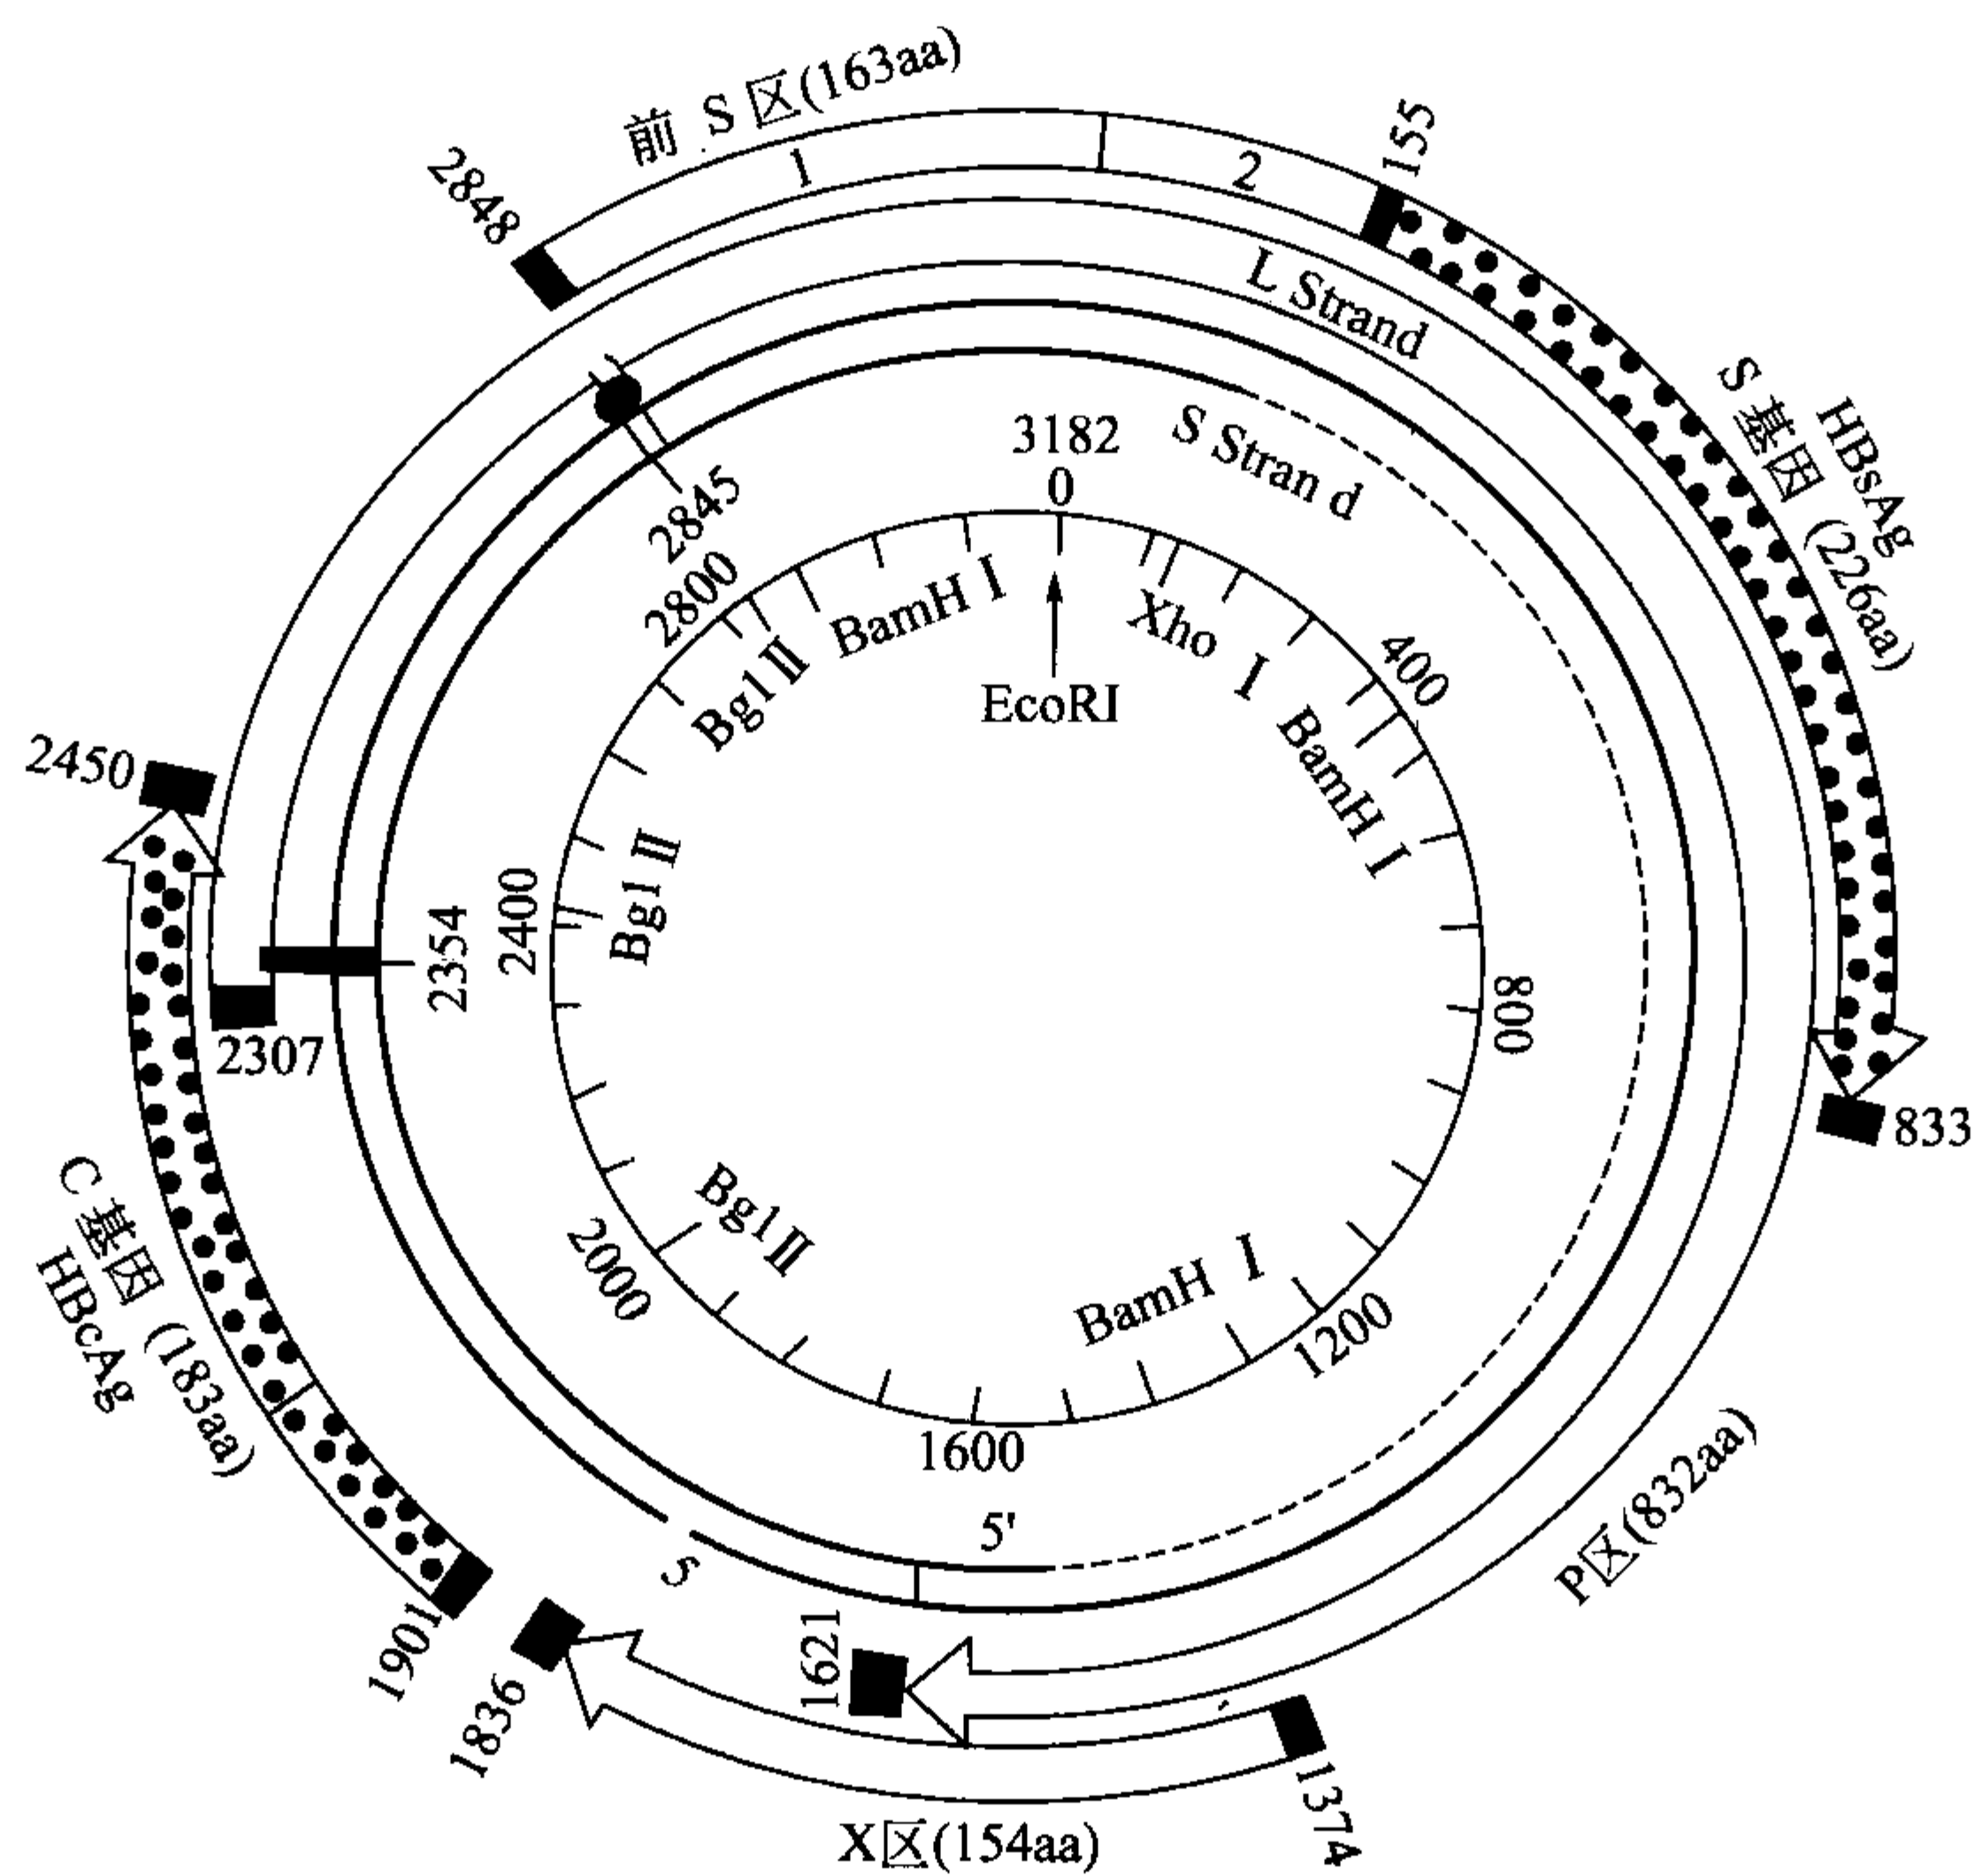 前 S 区(163aa)
1
2
155
2848
L Strand
S Strand
HBsAg
S 基因 (226aa)
3182
0
2845
2800
BamH I
Xho I
400
EcoRI
Bgl II
BamH I
2450
2400
Bgl II
2354
2307
800
833
C 基因 (183aa)
HBcAg
Bgl II
2000
BamH I
1200
1600
5'
P区(832aa)
1901
1836
1621
1374
X区(154aa)